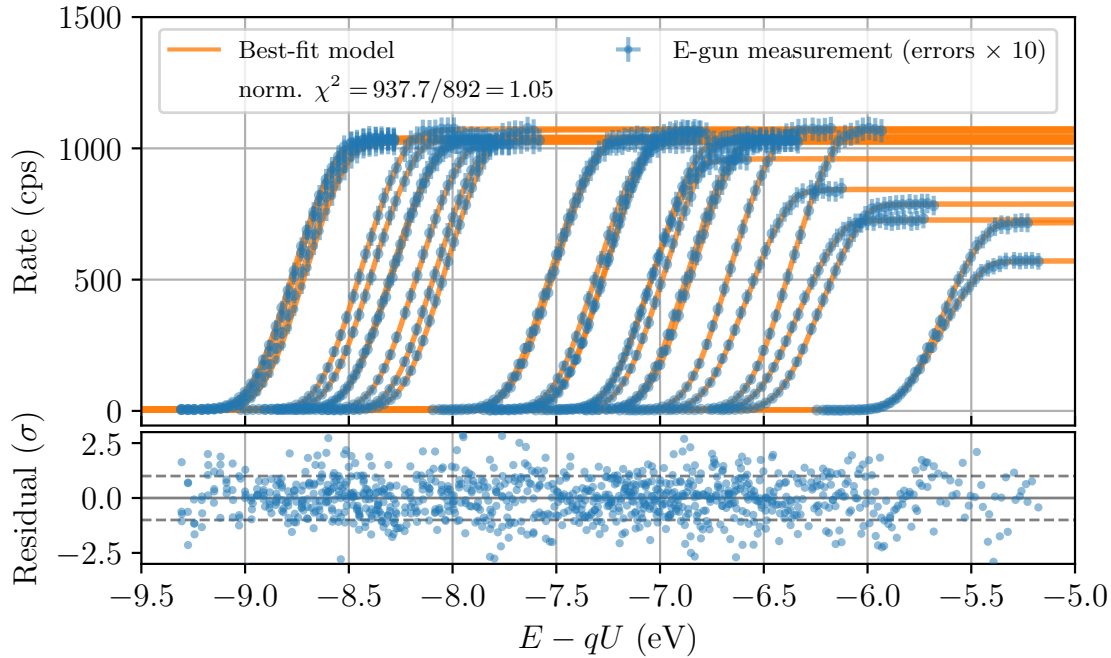 1500
1000
500
0
Rate (cps)
Best-fit model
E-gun measurement (errors × 10)
norm. χ² = 937.7/892 = 1.05
2.5
0.0
−2.5
Residual (σ)
−9.5 −9.0 −8.5 −8.0 −7.5 −7.0 −6.5 −6.0 −5.5 −5.0
E − qU (eV)